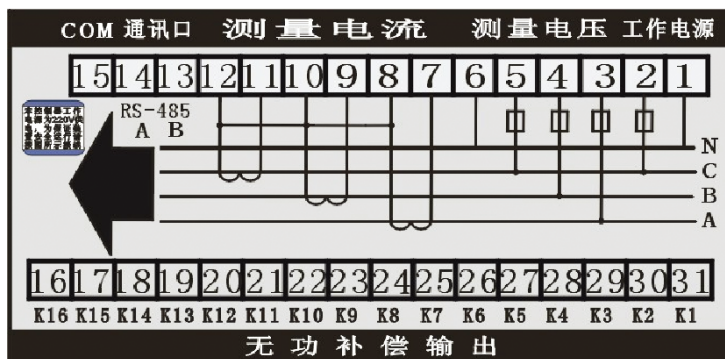 COM 通讯口 测量电流 测量电压 工作电源
15 14 13 12 11 10 9 8 7 6 5 4 3 2 1
RS-485
A B
N
C
B
A
16 17 18 19 20 21 22 23 24 25 26 27 28 29 30 31
K16 K15 K14 K13 K12 K11 K10 K9 K8 K7 K6 K5 K4 K3 K2 K1
无功补偿输出